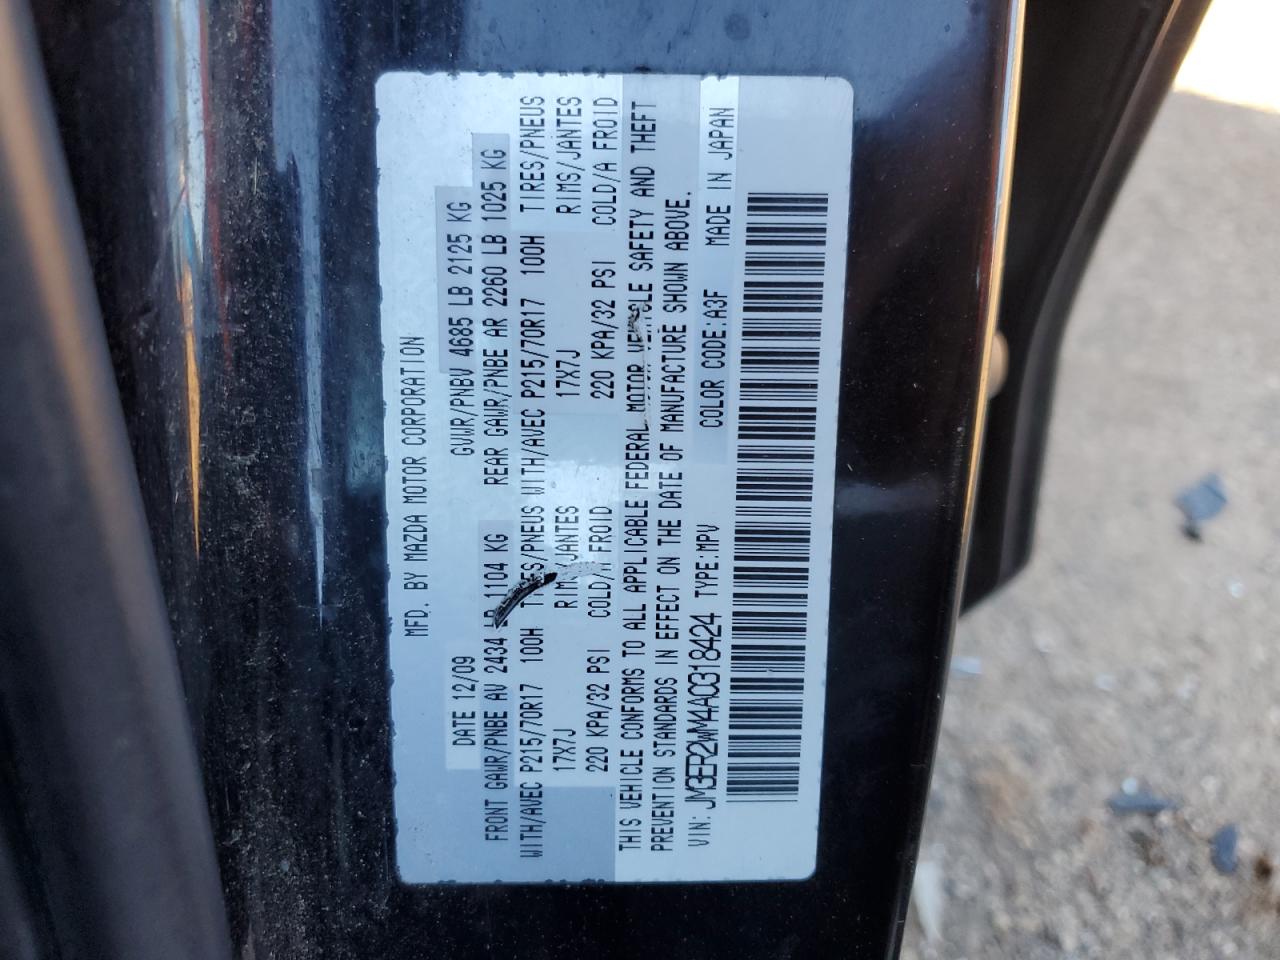 MFD. BY MAZDA MOTOR CORPORATION
DATE 12/09 GVWR/PNBV 4685 LB 2125 KG
FRONT GAWR/PNBE AV 2434 LB 1104 KG REAR GAWR/PNBE AR 2260 LB 1025 KG
WITH/AVEC P215/70R17 100H TIRES/PNEUS WITH/AVEC P215/70R17 100H TIRES/PNEUS
17X7J RIMS/JANTES 17X7J RIMS/JANTES
220 KPA/32 PSI COLD/A FROID 220 KPA/32 PSI COLD/A FROID
THIS VEHICLE CONFORMS TO ALL APPLICABLE FEDERAL MOTOR VEHICLE SAFETY AND THEFT
PREVENTION STANDARDS IN EFFECT ON THE DATE OF MANUFACTURE SHOWN ABOVE.
VIN: JM3ER2WM4A0318424 TYPE:MPV COLOR CODE:A3F MADE IN JAPAN